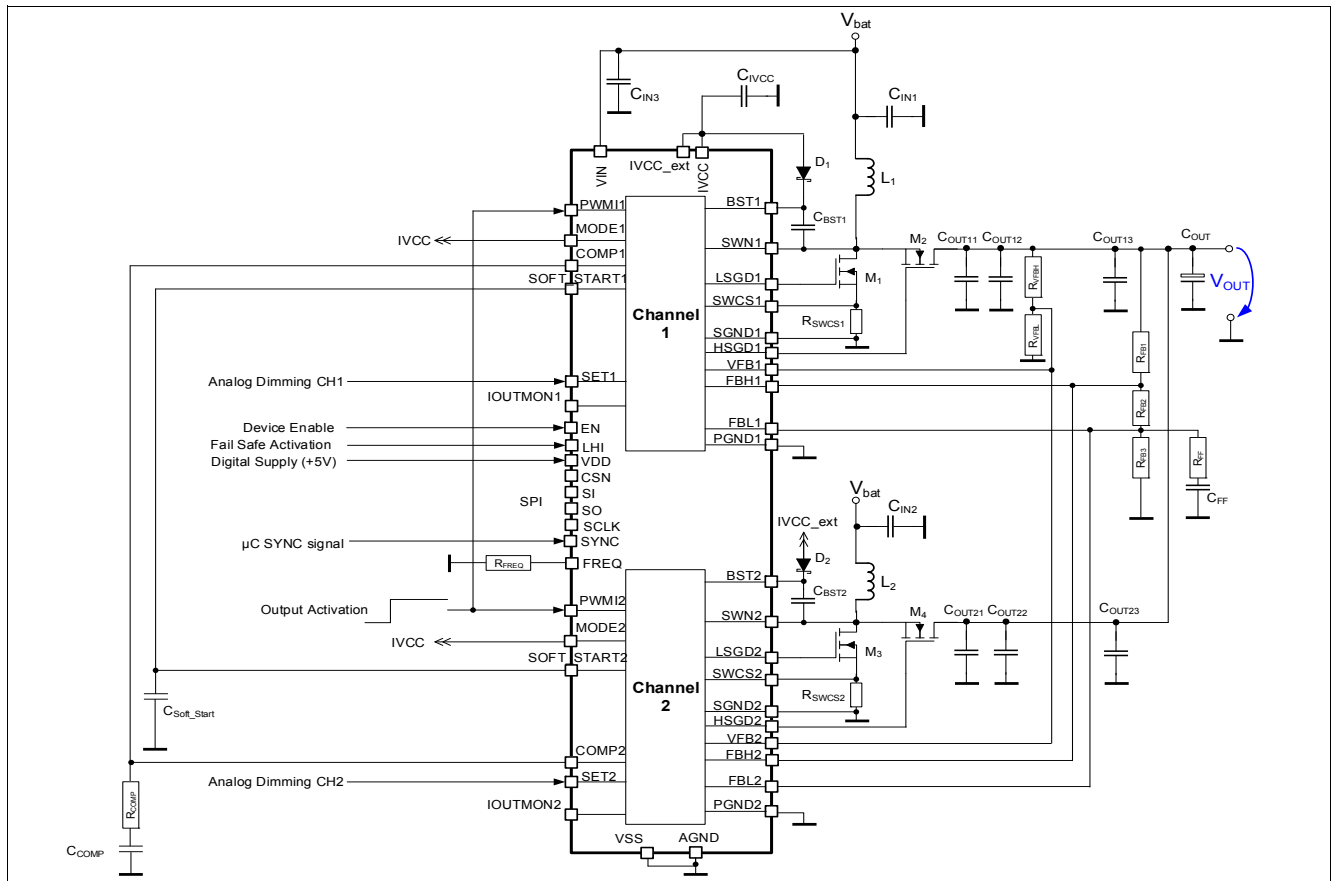 Vbat
CIVCC
CIN3
CIN1
IVCC_ext
VIN
IVCC
D1
L1
PWMI1
BST1
CBST1
MODE1
IVCC
SWN1
M2
COUT11
COUT12
COUT13
COUT
COMP1
LSGD1
M1
RVFBH
VOUT
SOFT_START1
SWCS1
Channel
1
RSWCS1
RVFBL
SGND1
HSGD1
RFB1
VFB1
Analog Dimming CH1
SET1
FBH1
IOUTMON1
RFB2
Device Enable
EN
FBL1
Fail Safe Activation
LHI
PGND1
RFB3
RFF
Digital Supply (+5V)
VDD
CSN
CFF
SPI
SI
SO
SCLK
Vbat
CIN2
IVCC_ext
µC SYNC signal
SYNC
D2
RFREQ
FREQ
L2
BST2
CBST2
Output Activation
PWMI2
SWN2
M4
COUT21
COUT22
COUT23
MODE2
IVCC
LSGD2
M3
SOFT_START2
SWCS2
Channel
2
RSWCS2
CSoft_Start
SGND2
HSGD2
VFB2
COMP2
FBH2
Analog Dimming CH2
SET2
FBL2
RCOMP
IOUTMON2
PGND2
CCOMP
VSS
AGND